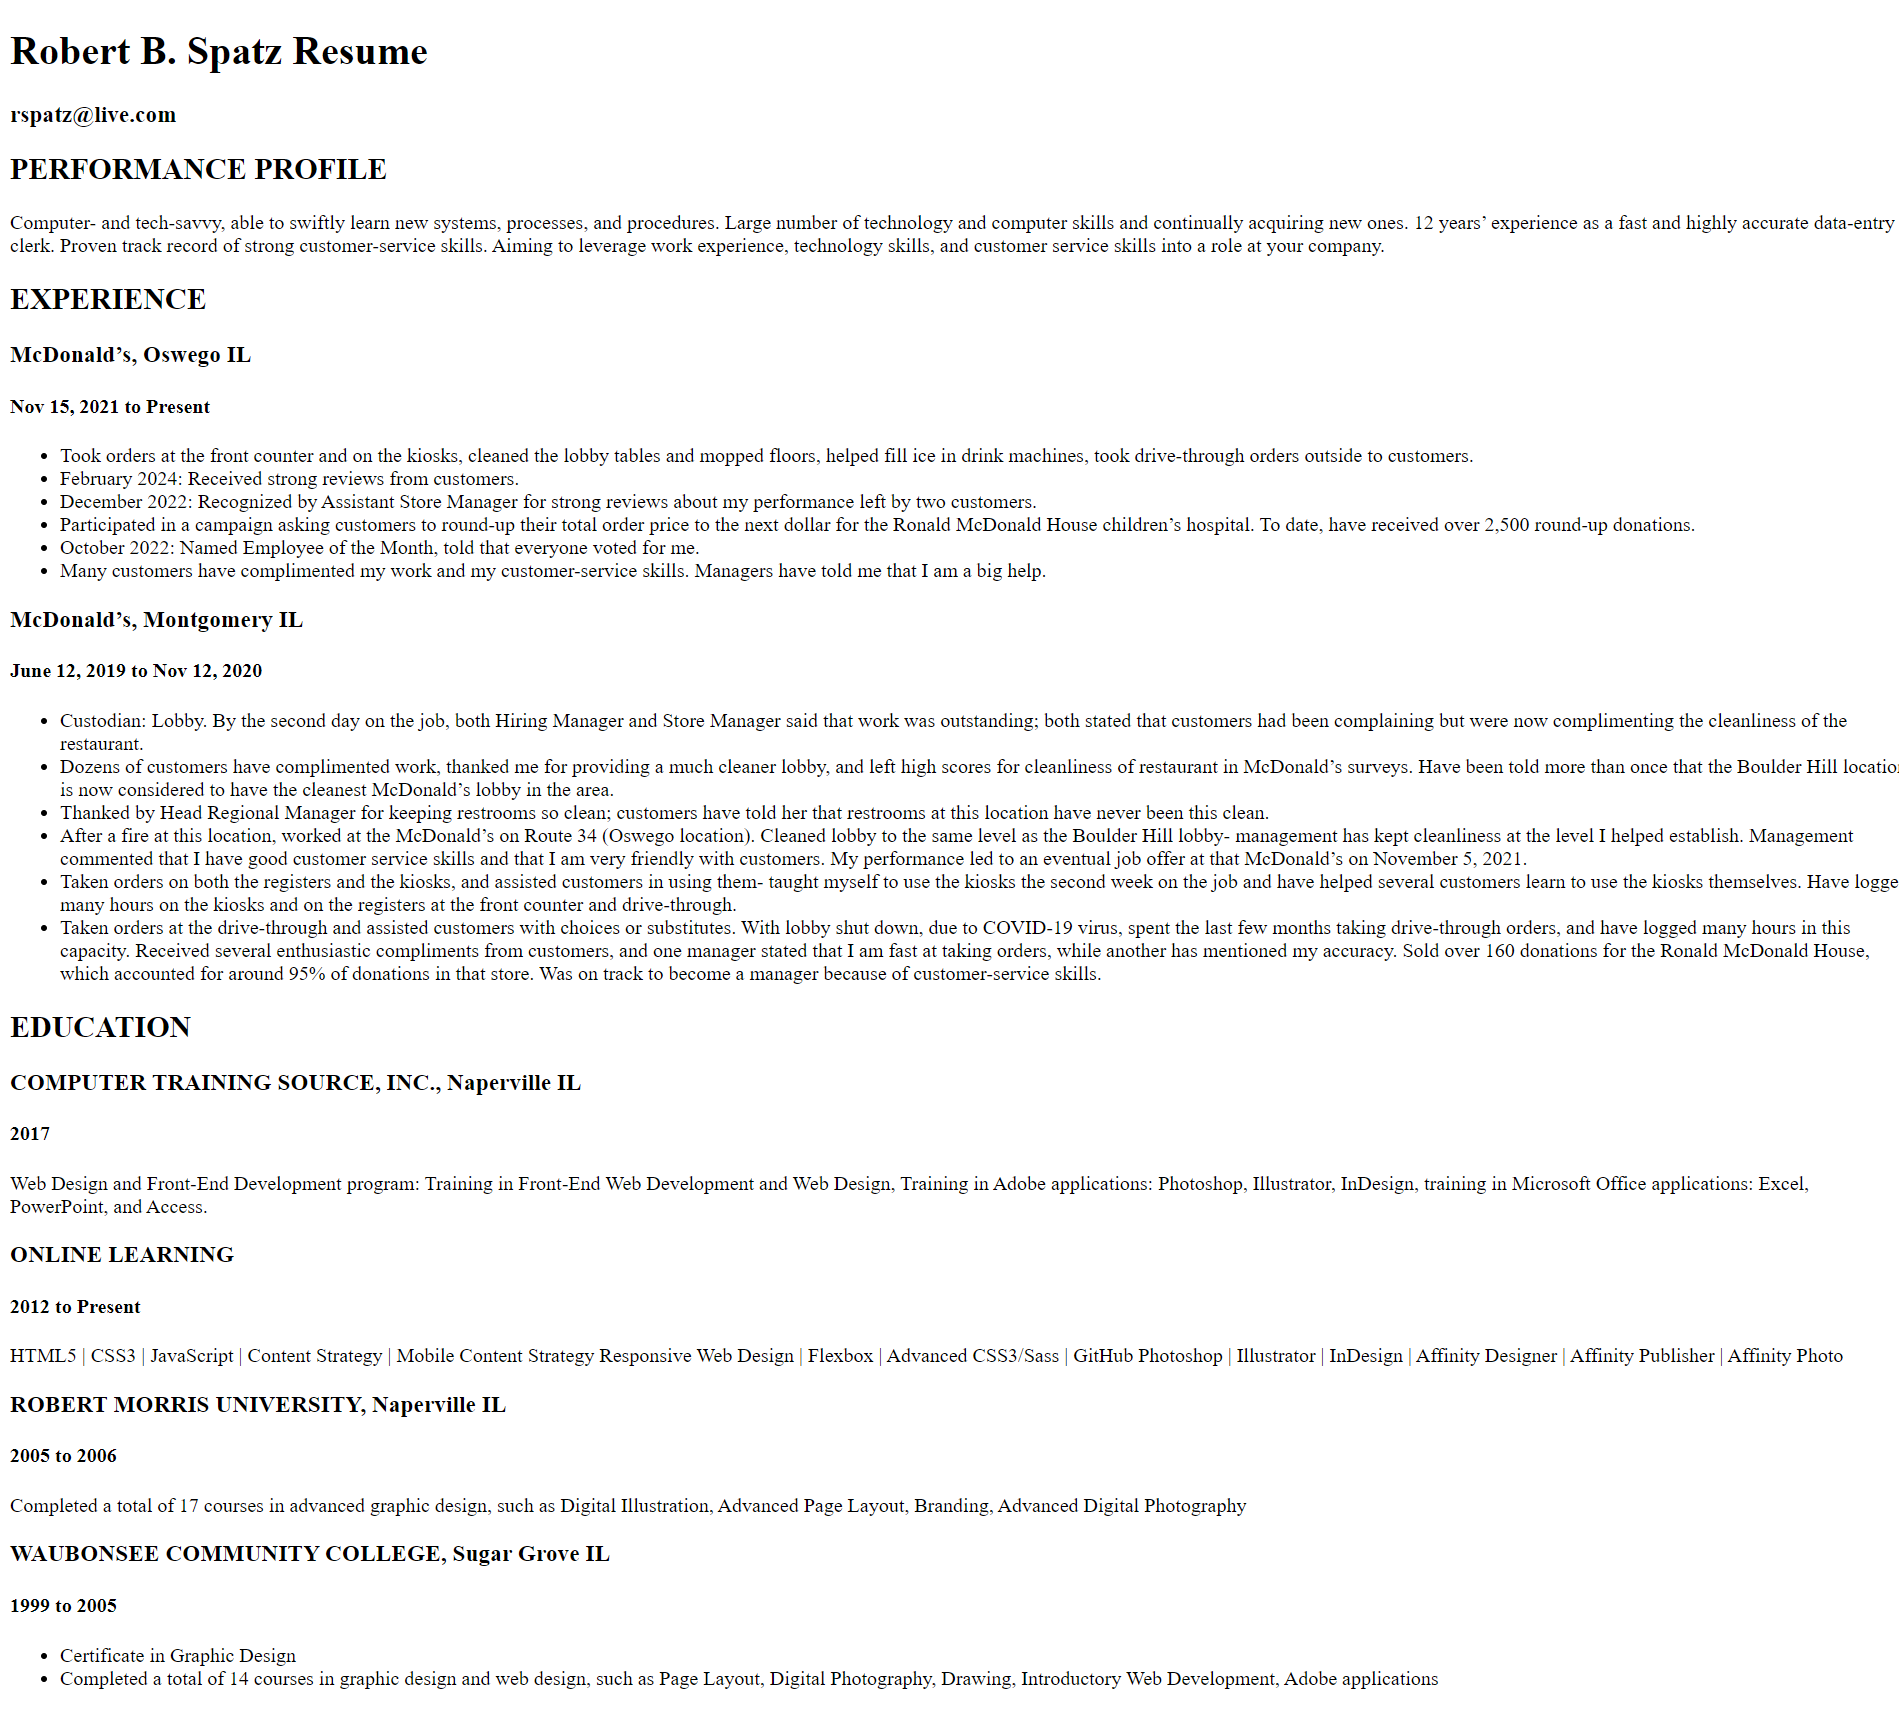 Robert B. Spatz Resume
rspatz@live.com
PERFORMANCE PROFILE
Computer- and tech-savvy, able to swiftly learn new systems, processes, and procedures. Large number of technology and computer skills and continually acquiring new ones. 12 years’ experience as a fast and highly accurate data-entry
clerk. Proven track record of strong customer-service skills. Aiming to leverage work experience, technology skills, and customer service skills into a role at your company.
EXPERIENCE
McDonald’s, Oswego IL
Nov 15, 2021 to Present
• Took orders at the front counter and on the kiosks, cleaned the lobby tables and mopped floors, helped fill ice in drink machines, took drive-through orders outside to customers.
• February 2024: Received strong reviews from customers.
• December 2022: Recognized by Assistant Store Manager for strong reviews about my performance left by two customers.
• Participated in a campaign asking customers to round-up their total order price to the next dollar for the Ronald McDonald House children’s hospital. To date, have received over 2,500 round-up donations.
• October 2022: Named Employee of the Month, told that everyone voted for me.
• Many customers have complimented my work and my customer-service skills. Managers have told me that I am a big help.
McDonald’s, Montgomery IL
June 12, 2019 to Nov 12, 2020
• Custodian: Lobby. By the second day on the job, both Hiring Manager and Store Manager said that work was outstanding; both stated that customers had been complaining but were now complimenting the cleanliness of the
restaurant.
• Dozens of customers have complimented work, thanked me for providing a much cleaner lobby, and left high scores for cleanliness of restaurant in McDonald’s surveys. Have been told more than once that the Boulder Hill locatio
is now considered to have the cleanest McDonald’s lobby in the area.
• Thanked by Head Regional Manager for keeping restrooms so clean; customers have told her that restrooms at this location have never been this clean.
• After a fire at this location, worked at the McDonald’s on Route 34 (Oswego location). Cleaned lobby to the same level as the Boulder Hill lobby- management has kept cleanliness at the level I helped establish. Management
commented that I have good customer service skills and that I am very friendly with customers. My performance led to an eventual job offer at that McDonald’s on November 5, 2021.
• Taken orders on both the registers and the kiosks, and assisted customers in using them- taught myself to use the kiosks the second week on the job and have helped several customers learn to use the kiosks themselves. Have logge
many hours on the kiosks and on the registers at the front counter and drive-through.
• Taken orders at the drive-through and assisted customers with choices or substitutes. With lobby shut down, due to COVID-19 virus, spent the last few months taking drive-through orders, and have logged many hours in this
capacity. Received several enthusiastic compliments from customers, and one manager stated that I am fast at taking orders, while another has mentioned my accuracy. Sold over 160 donations for the Ronald McDonald House,
which accounted for around 95% of donations in that store. Was on track to become a manager because of customer-service skills.
EDUCATION
COMPUTER TRAINING SOURCE, INC., Naperville IL
2017
Web Design and Front-End Development program: Training in Front-End Web Development and Web Design, Training in Adobe applications: Photoshop, Illustrator, InDesign, training in Microsoft Office applications: Excel,
PowerPoint, and Access.
ONLINE LEARNING
2012 to Present
HTML5 | CSS3 | JavaScript | Content Strategy | Mobile Content Strategy Responsive Web Design | Flexbox | Advanced CSS3/Sass | GitHub Photoshop | Illustrator | InDesign | Affinity Designer | Affinity Publisher | Affinity Photo
ROBERT MORRIS UNIVERSITY, Naperville IL
2005 to 2006
Completed a total of 17 courses in advanced graphic design, such as Digital Illustration, Advanced Page Layout, Branding, Advanced Digital Photography
WAUBONSEE COMMUNITY COLLEGE, Sugar Grove IL
1999 to 2005
• Certificate in Graphic Design
• Completed a total of 14 courses in graphic design and web design, such as Page Layout, Digital Photography, Drawing, Introductory Web Development, Adobe applications